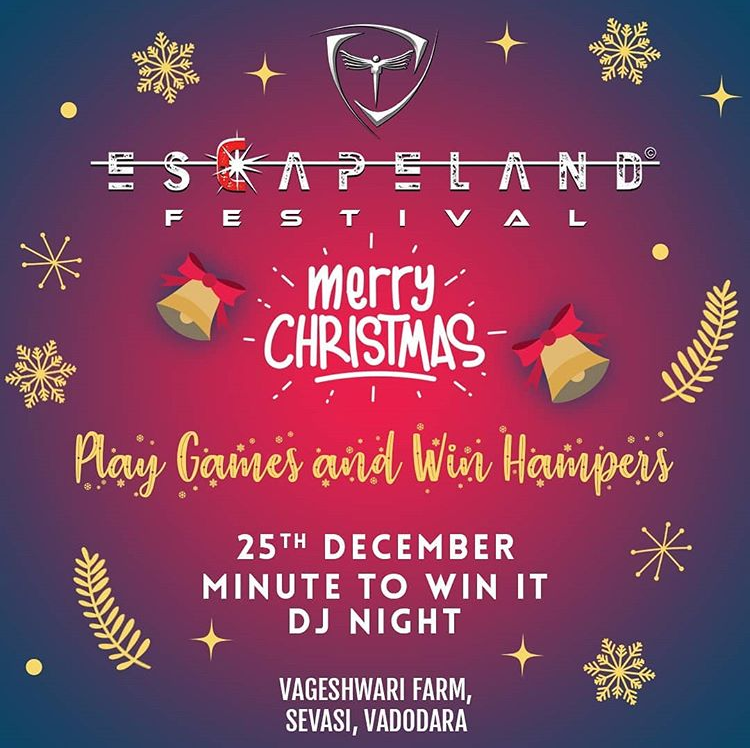 ESCAPELAND©
FESTIVAL
merry
CHRISTMAS
Play Games and Win Hampers
25TH DECEMBER
MINUTE TO WIN IT
DJ NIGHT
VAGESHWARI FARM,
SEVASI, VADODARA